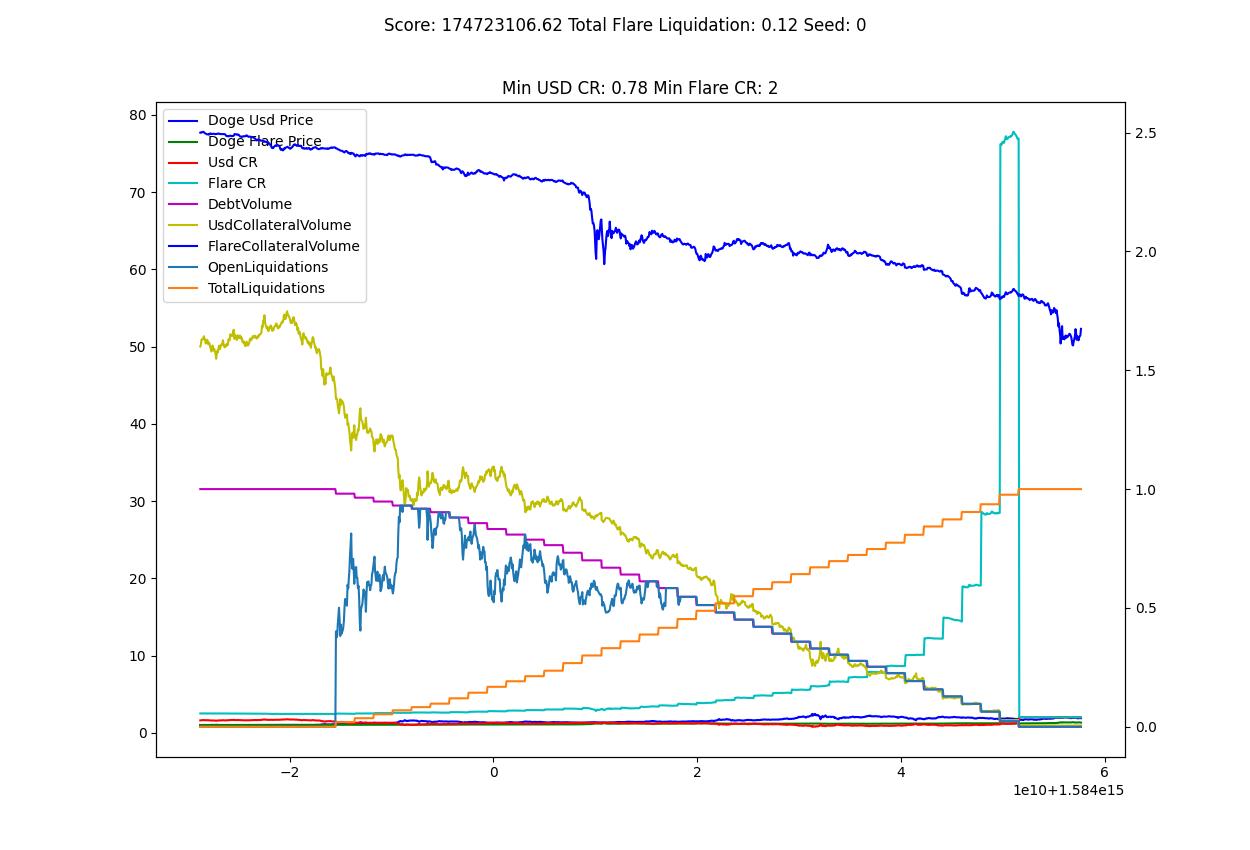 Score: 174723106.62 Total Flare Liquidation: 0.12 Seed: 0
Min USD CR: 0.78 Min Flare CR: 2
Doge Usd Price
Doge Flare Price
Usd CR
Flare CR
DebtVolume
UsdCollateralVolume
FlareCollateralVolume
OpenLiquidations
TotalLiquidations
80
70
60
50
40
30
20
10
0
2.5
2.0
1.5
1.0
0.5
0.0
−2 0 2 4 6
1e10+1.584e15